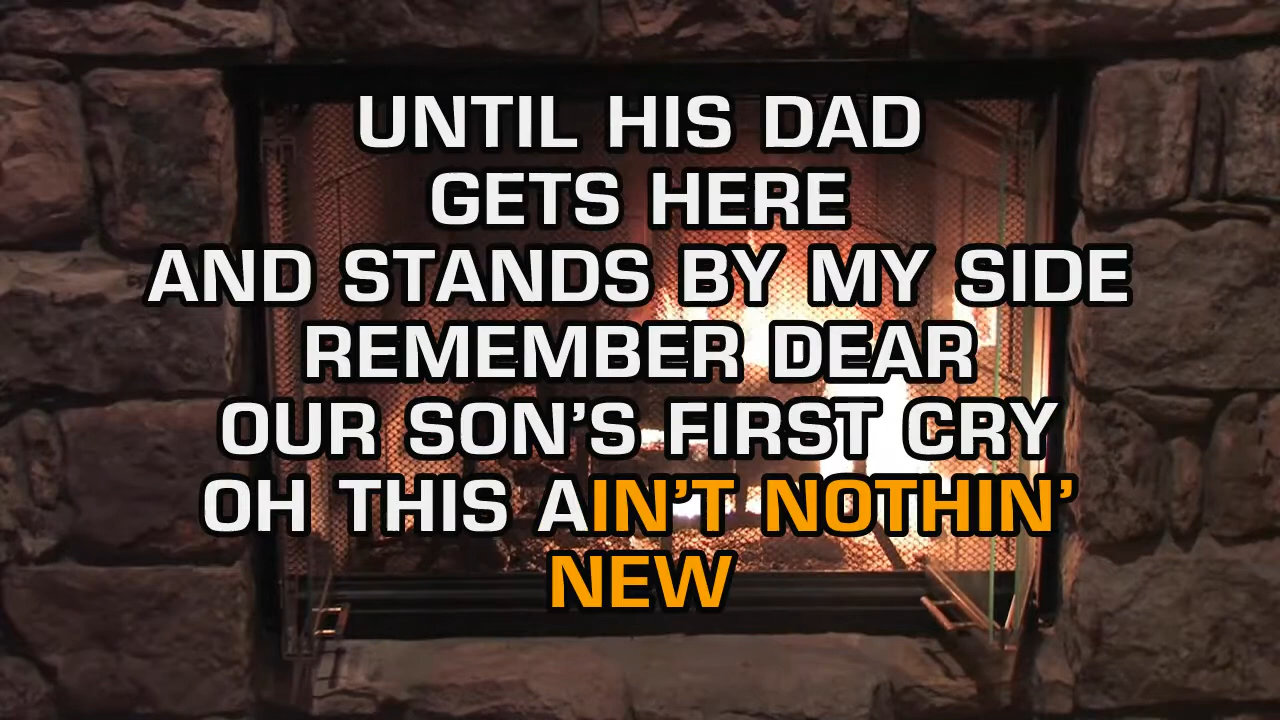 UNTIL HIS DAD
GETS HERE
AND STANDS BY MY SIDE
REMEMBER DEAR
OUR SON’S FIRST CRY
OH THIS AIN’T NOTHIN’
NEW